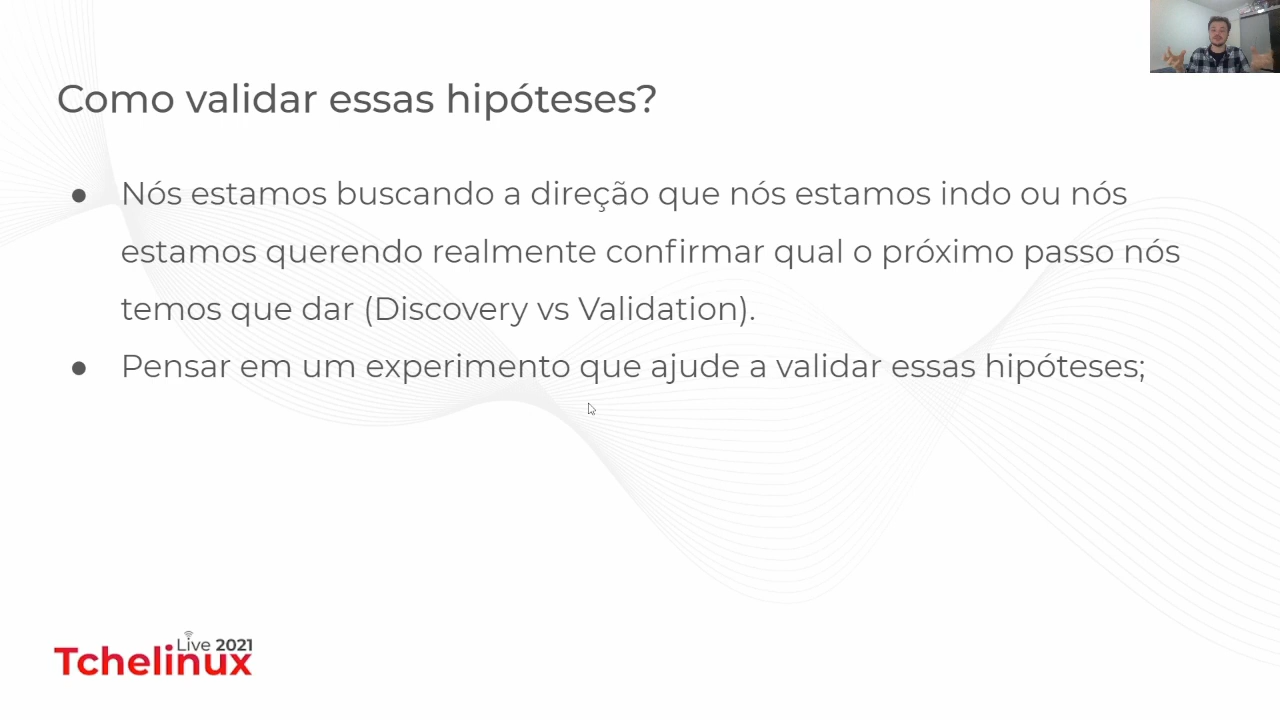 Como validar essas hipóteses?
● Nós estamos buscando a direção que nós estamos indo ou nós
estamos querendo realmente confirmar qual o próximo passo nós
temos que dar (Discovery vs Validation).
● Pensar em um experimento que ajude a validar essas hipóteses;
Live 2021
Tchelinux